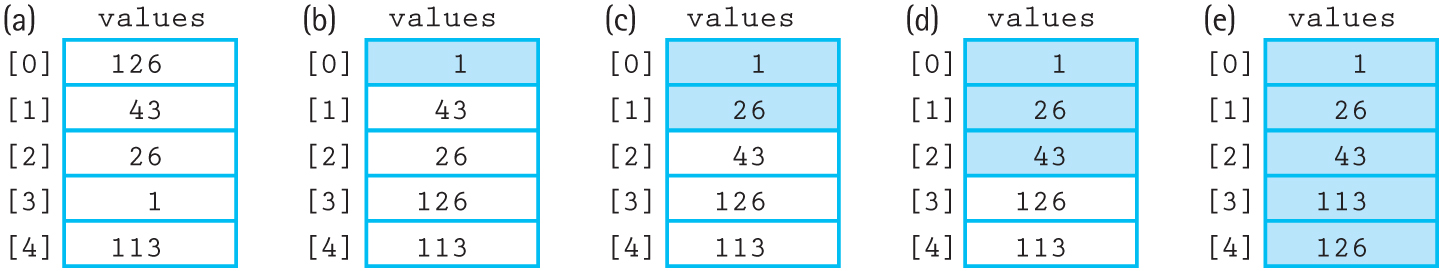 (a) values (b) values (c) values (d) values (e) values
[0] 126 [0] 1 [0] 1 [0] 1 [0] 1
[1] 43 [1] 43 [1] 26 [1] 26 [1] 26
[2] 26 [2] 26 [2] 43 [2] 43 [2] 43
[3] 1 [3] 126 [3] 126 [3] 126 [3] 113
[4] 113 [4] 113 [4] 113 [4] 113 [4] 126